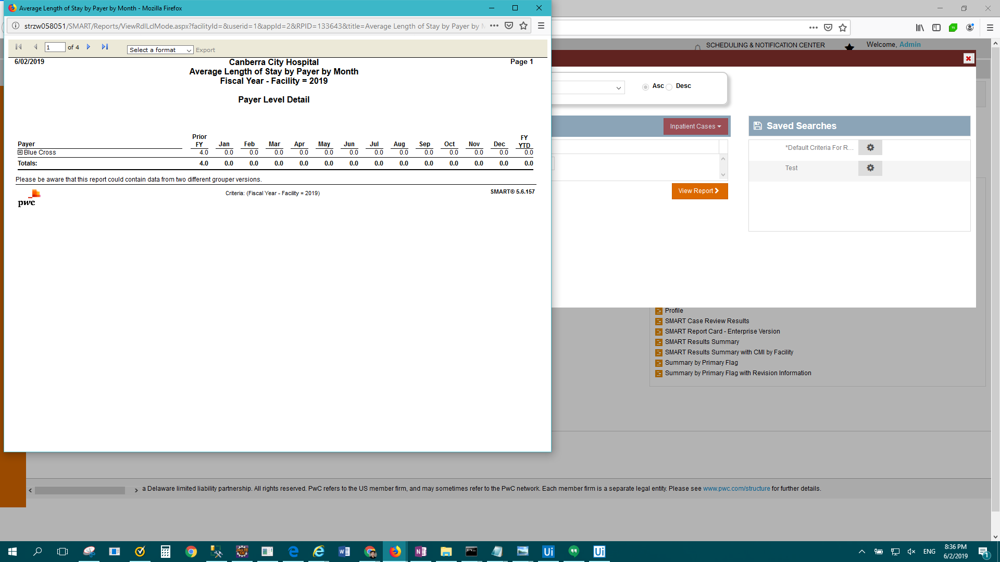 Average Length of Stay by Payer by Month - Mozilla Firefox
strzw058051/SMART/Reports/ViewRdlLclMode.aspx?facilityId=&userid=1&appId=2&RPID=133643&title=Average Length of Stay by Payer by
1 of 4 Select a format Export
6/02/2019 Canberra City Hospital Page 1
Average Length of Stay by Payer by Month
Fiscal Year - Facility = 2019
Payer Level Detail
Payer Prior FY Jan Feb Mar Apr May Jun Jul Aug Sep Oct Nov Dec FY YTD
Blue Cross 4.0 0.0 0.0 0.0 0.0 0.0 0.0 0.0 0.0 0.0 0.0 0.0 0.0 0.0
Totals: 4.0 0.0 0.0 0.0 0.0 0.0 0.0 0.0 0.0 0.0 0.0 0.0 0.0 0.0
Please be aware that this report could contain data from two different grouper versions.
pwc Criteria: (Fiscal Year - Facility = 2019) SMART® 5.6.157
SCHEDULING & NOTIFICATION CENTER Welcome, Admin
Asc Desc
Inpatient Cases
Saved Searches
*Default Criteria For R...
Test
View Report
Profile
SMART Case Review Results
SMART Report Card - Enterprise Version
SMART Results Summary
SMART Results Summary with CMI by Facility
Summary by Primary Flag
Summary by Primary Flag with Revision Information
a Delaware limited liability partnership. All rights reserved. PwC refers to the US member firm, and may sometimes refer to the PwC network. Each member firm is a separate legal entity. Please see www.pwc.com/structure for further details.
ENG 8:36 PM
6/2/2019
1